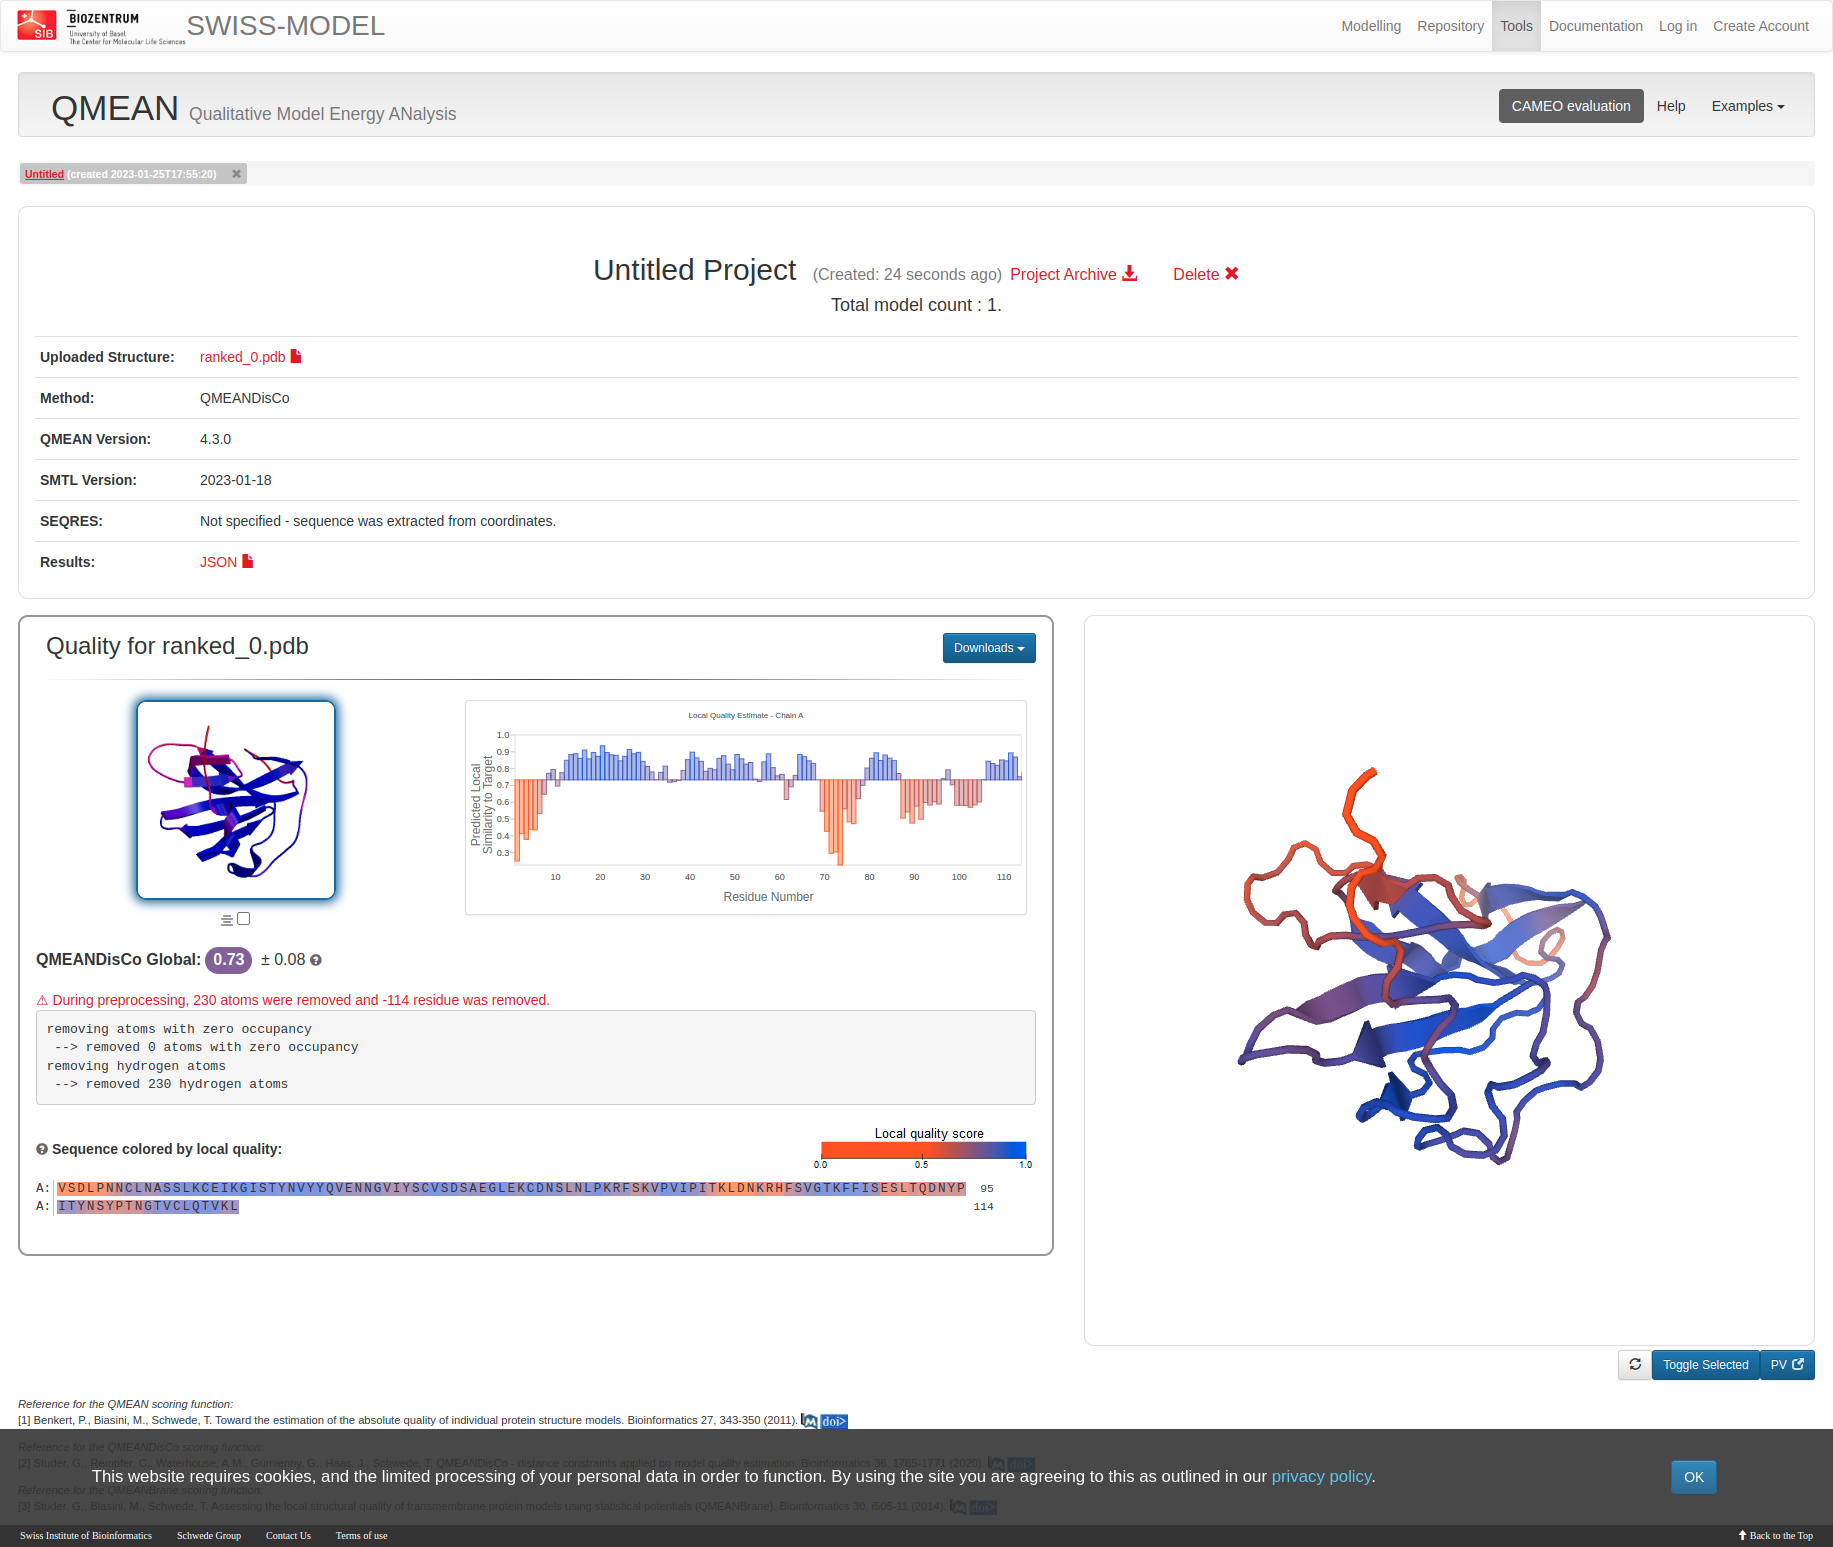 SIB
BIOZENTRUM
University of Basel
The Center for Molecular Life Sciences
SWISS-MODEL
Modelling Repository Tools Documentation Log in Create Account
QMEAN Qualitative Model Energy ANalysis
CAMEO evaluation Help Examples
Untitled (created 2023-01-25T17:55:20) ✖
Untitled Project (Created: 24 seconds ago) Project Archive Delete ✖
Total model count : 1.
Uploaded Structure: ranked_0.pdb
Method: QMEANDisCo
QMEAN Version: 4.3.0
SMTL Version: 2023-01-18
SEQRES: Not specified - sequence was extracted from coordinates.
Results: JSON
Quality for ranked_0.pdb
Downloads
Local Quality Estimate - Chain A
Predicted Local
Similarity to Target
1.0
0.9
0.8
0.7
0.6
0.5
0.4
0.3
10 20 30 40 50 60 70 80 90 100 110
Residue Number
QMEANDisCo Global: 0.73 ± 0.08
⚠ During preprocessing, 230 atoms were removed and -114 residue was removed.
removing atoms with zero occupancy
--> removed 0 atoms with zero occupancy
removing hydrogen atoms
--> removed 230 hydrogen atoms
Sequence colored by local quality:
Local quality score
0.0 0.5 1.0
A: VSDLPNNCLNASSLKCEIKGISTYNVYYQVENNGVIYSCVSDSAEGLEKCDNSLNLPKRFSKVPVIPITKLDNKRHFSVGTKFFISESLTQDNYP 95
A: ITYNSYPTNGTVCLQTVKL 114
Toggle Selected PV
Reference for the QMEAN scoring function:
[1] Benkert, P., Biasini, M., Schwede, T. Toward the estimation of the absolute quality of individual protein structure models. Bioinformatics 27, 343-350 (2011). M doi>
Reference for the QMEANDisCo scoring function:
[2] Studer, G., Rempfer, C., Waterhouse, A.M., Gumienny, G., Haas, J., Schwede, T. QMEANDisCo - distance constraints applied on model quality estimation. Bioinformatics 36, 1765-1771 (2020). M doi>
This website requires cookies, and the limited processing of your personal data in order to function. By using the site you are agreeing to this as outlined in our privacy policy.
OK
Reference for the QMEANBrane scoring function:
[3] Studer, G., Biasini, M., Schwede, T. Assessing the local structural quality of transmembrane protein models using statistical potentials (QMEANBrane). Bioinformatics 30, i505-11 (2014). M doi>
Swiss Institute of Bioinformatics Schwede Group Contact Us Terms of use Back to the Top